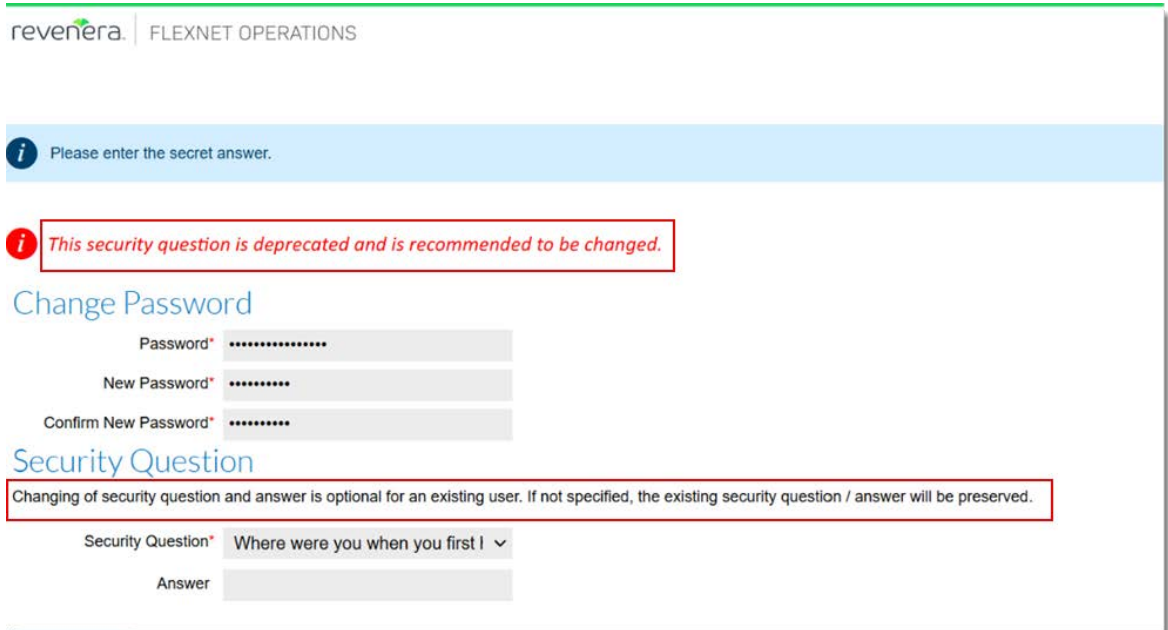 revenera. FLEXNET OPERATIONS
Please enter the secret answer.
This security question is deprecated and is recommended to be changed.
Change Password
Password* ••••••••••••••••
New Password* ••••••••••
Confirm New Password* ••••••••••
Security Question
Changing of security question and answer is optional for an existing user. If not specified, the existing security question / answer will be preserved.
Security Question* Where were you when you first
Answer